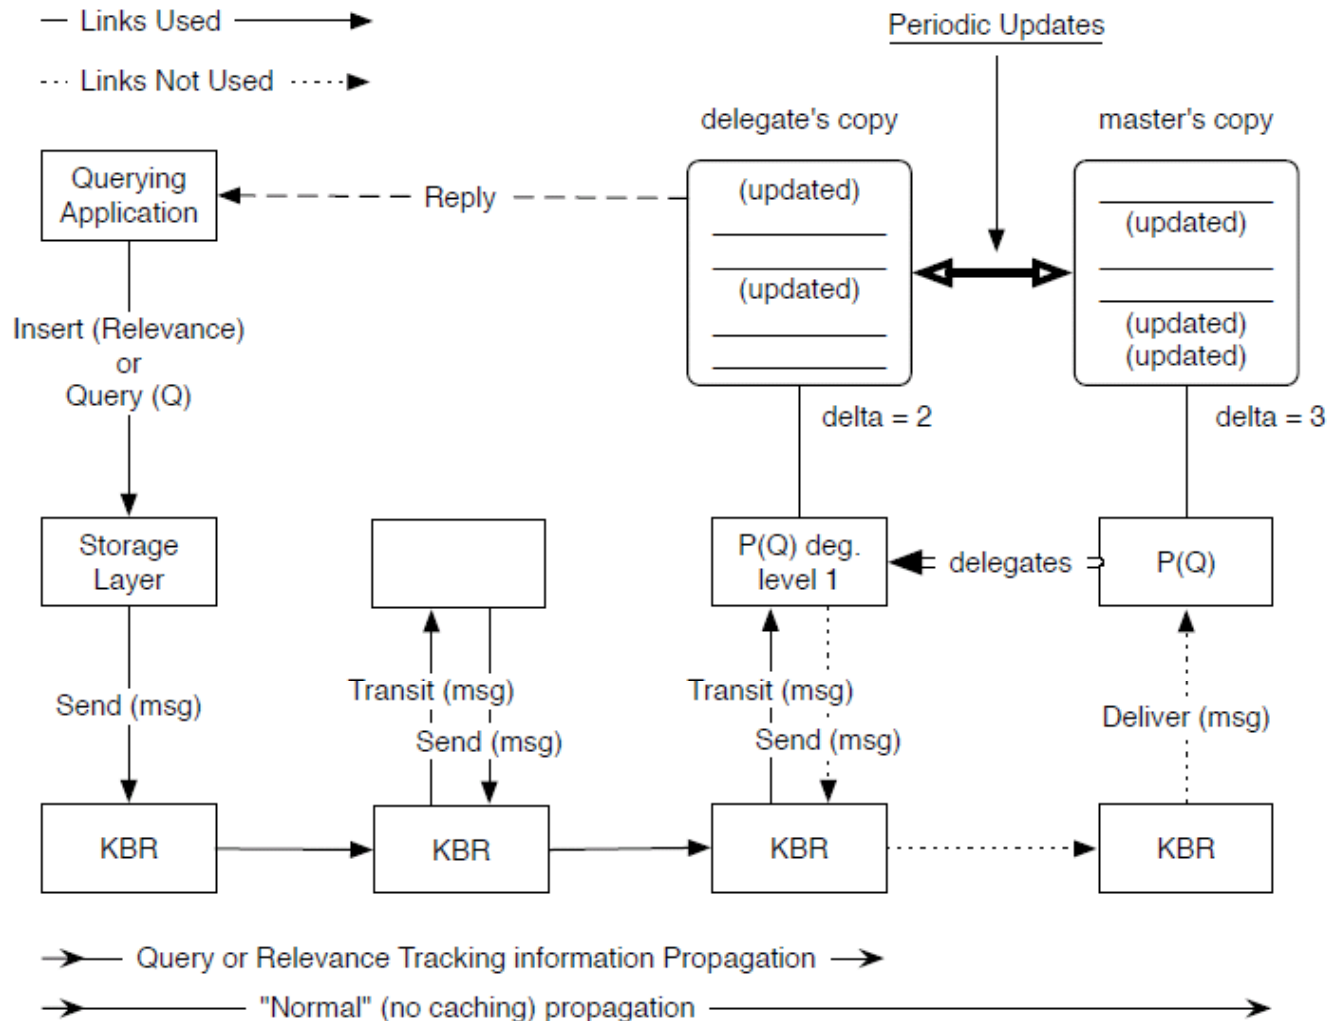 Links Used
Links Not Used
Periodic Updates
delegate's copy
master's copy
Querying
Application
Reply
(updated)
(updated)
(updated)
(updated)
(updated)
Insert (Relevance)
or
Query (Q)
delta = 2
delta = 3
Storage
Layer
P(Q) deg.
level 1
delegates
P(Q)
Send (msg)
Transit (msg)
Send (msg)
Transit (msg)
Send (msg)
Deliver (msg)
KBR
KBR
KBR
KBR
Query or Relevance Tracking information Propagation
"Normal" (no caching) propagation